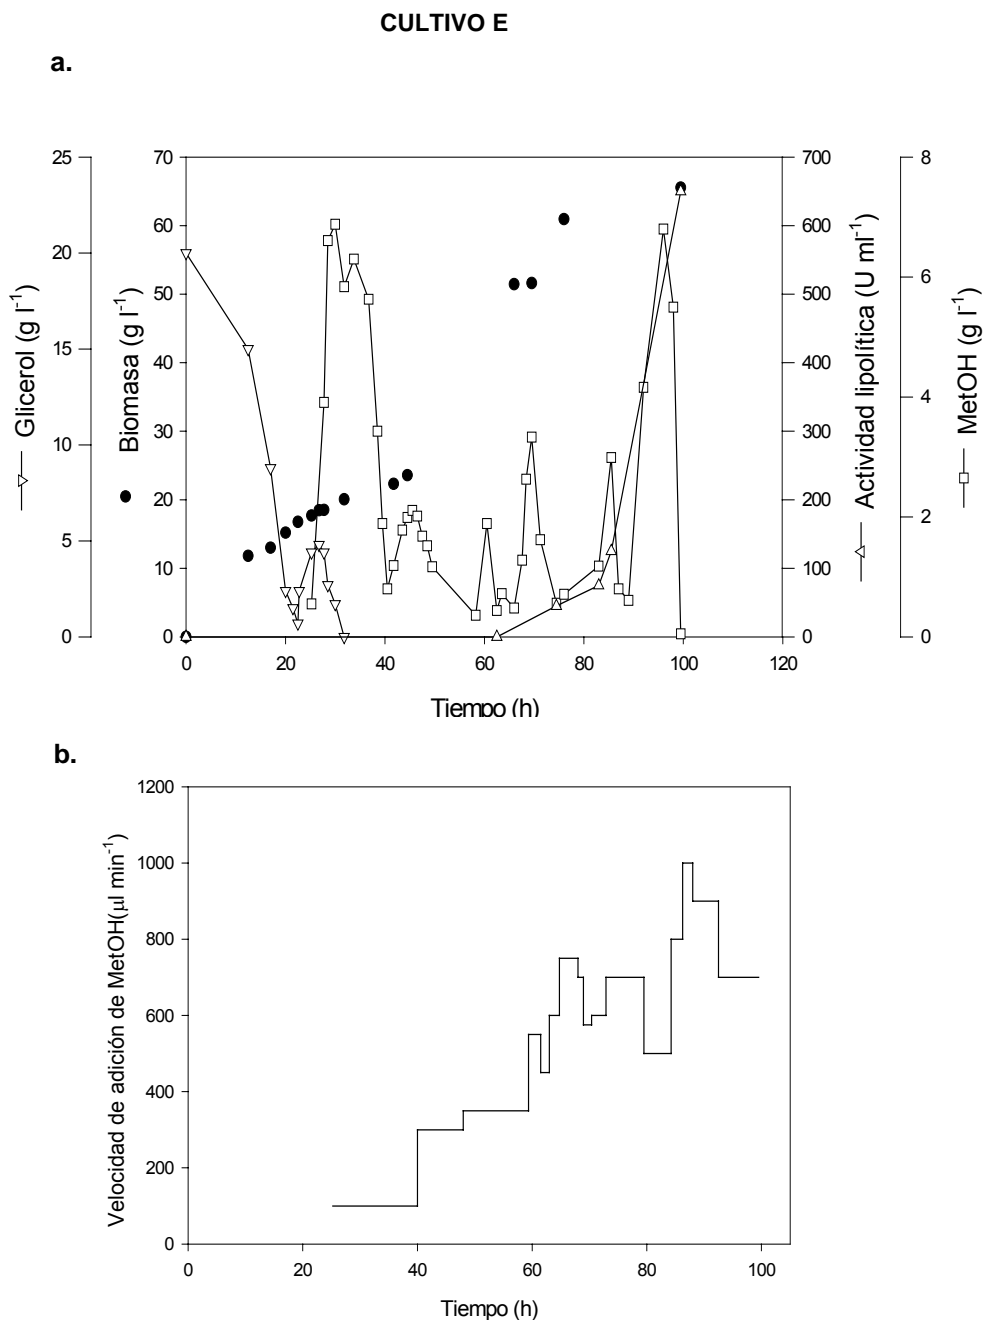 CULTIVO E
a.
Glicerol (g l-1)
25
20
15
10
5
0
Biomasa (g l-1)
70
60
50
40
30
20
10
0
700
600
500
400
300
200
100
0
Actividad lipolítica (U ml-1)
8
6
4
2
0
MetOH (g l-1)
0 20 40 60 80 100 120
Tiempo (h)
b.
Velocidad de adición de MetOH(µl min-1)
1200
1000
800
600
400
200
0
0 20 40 60 80 100
Tiempo (h)